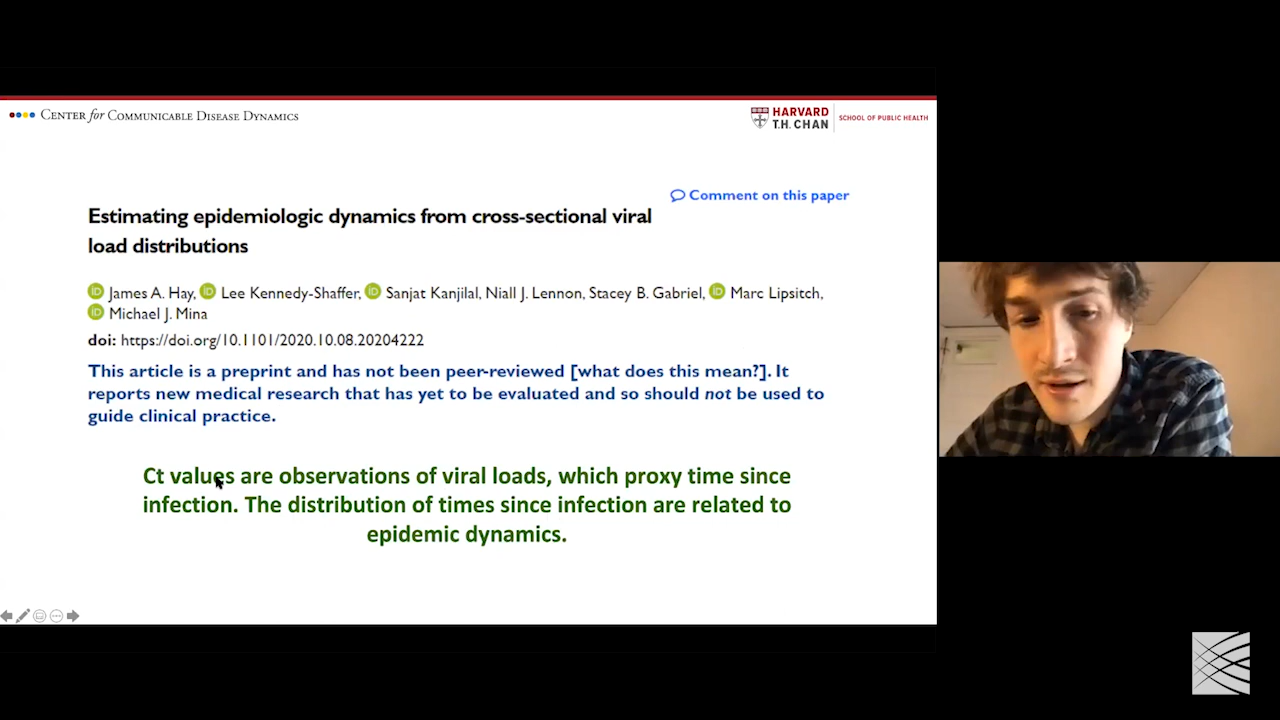 CENTER for COMMUNICABLE DISEASE DYNAMICS
HARVARD
T.H. CHAN
SCHOOL OF PUBLIC HEALTH
Comment on this paper
Estimating epidemiologic dynamics from cross-sectional viral
load distributions
iD James A. Hay, iD Lee Kennedy-Shaffer, iD Sanjat Kanjilal, Niall J. Lennon, Stacey B. Gabriel, iD Marc Lipsitch,
iD Michael J. Mina
doi: https://doi.org/10.1101/2020.10.08.20204222
This article is a preprint and has not been peer-reviewed [what does this mean?]. It
reports new medical research that has yet to be evaluated and so should not be used to
guide clinical practice.
Ct values are observations of viral loads, which proxy time since
infection. The distribution of times since infection are related to
epidemic dynamics.